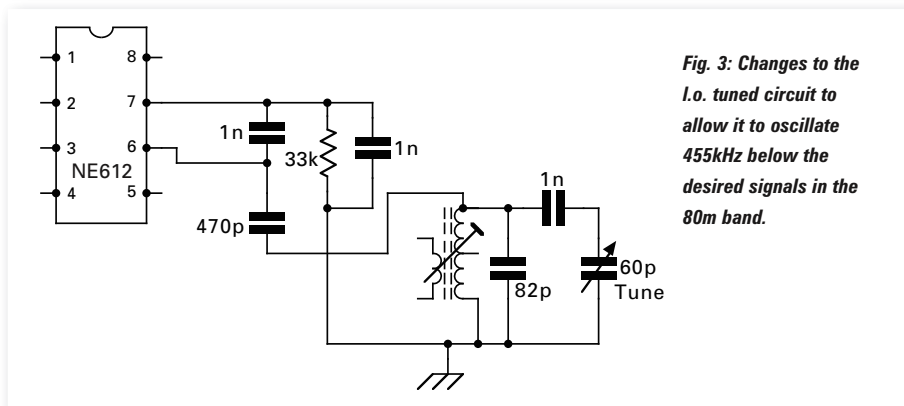 1
8
2
7
3
6
4
5
NE612
1n
33k
1n
470p
1n
82p
60p
Tune
Fig. 3: Changes to the
l.o. tuned circuit to
allow it to oscillate
455kHz below the
desired signals in the
80m band.